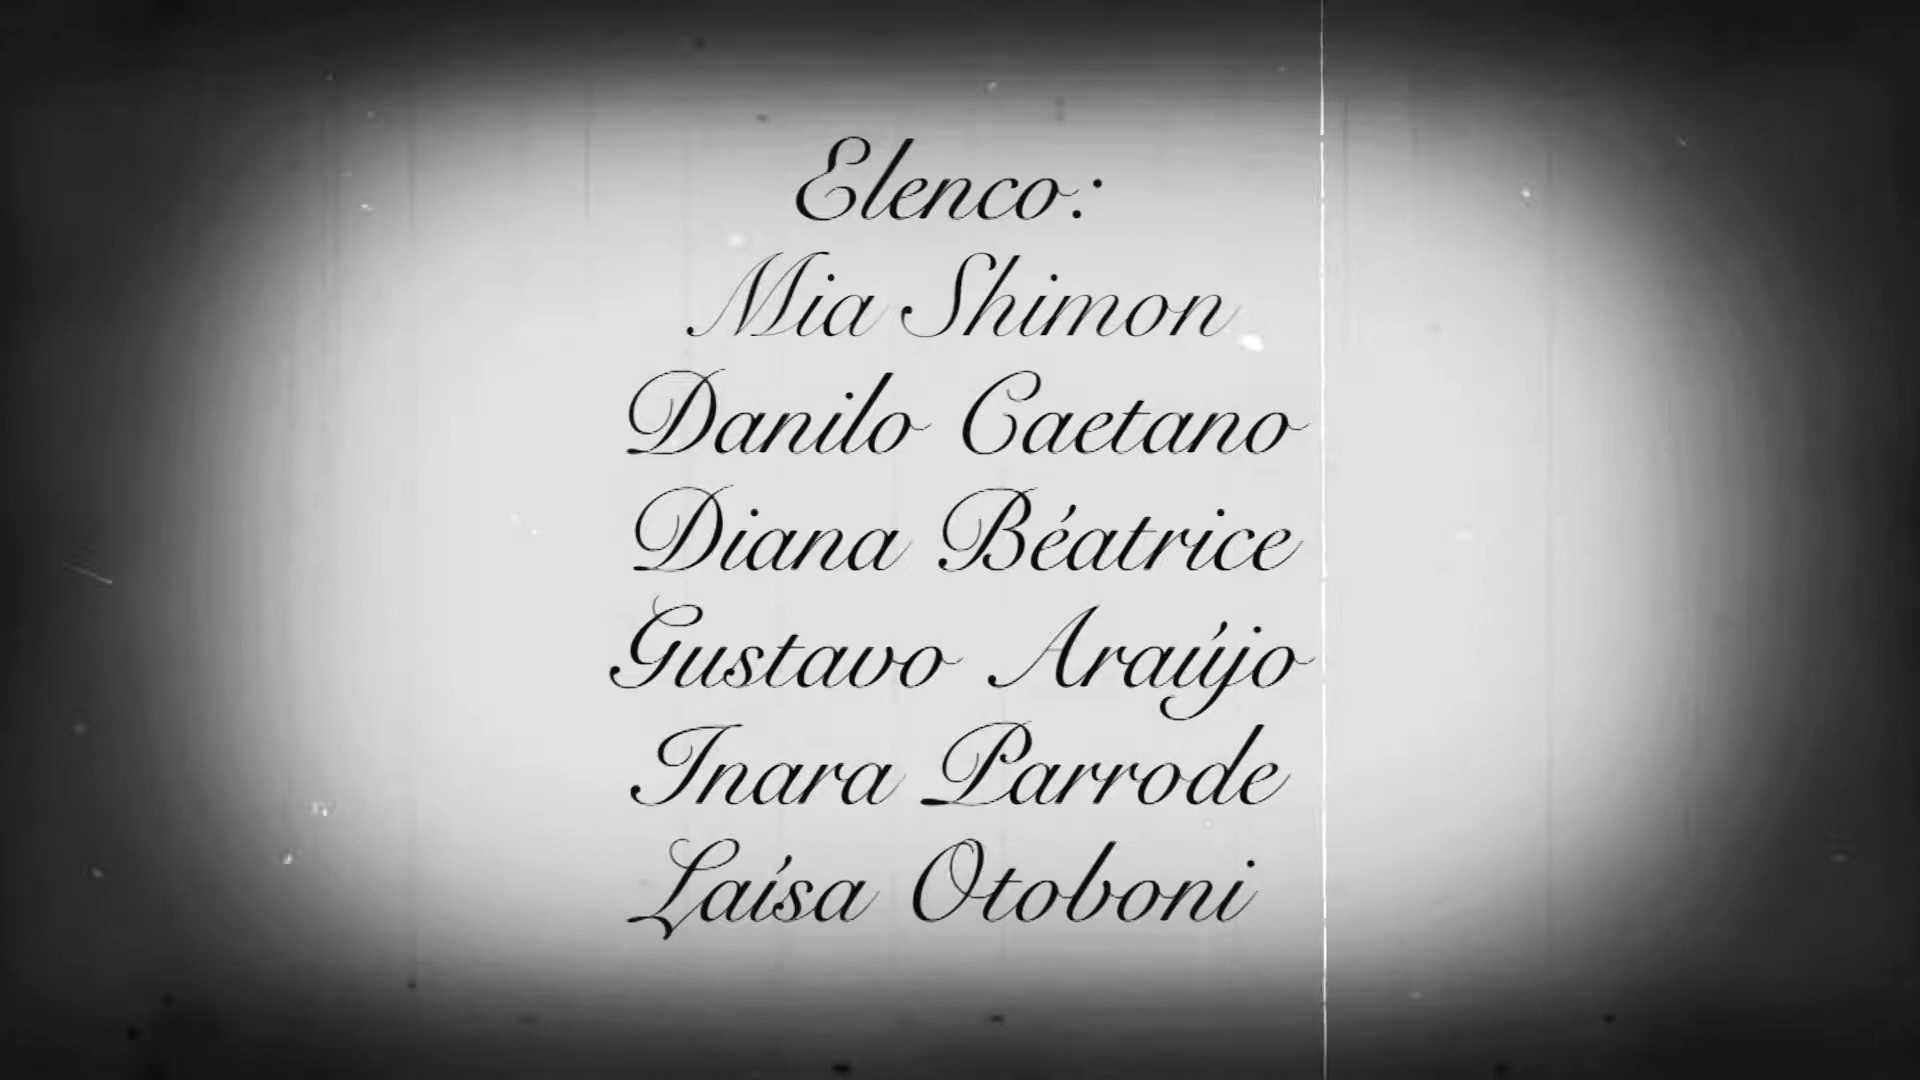 Elenco:
Mia Shimon
Danilo Caetano
Diana Béatrice
Gustavo Araújo
Inara Parrode
Laísa Otoboni